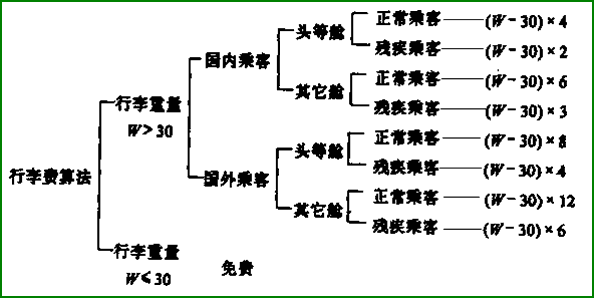 头等舱 正常乘客 (W-30)×4
残疾乘客 (W-30)×2
国内乘客
其它舱 正常乘客 (W-30)×6
残疾乘客 (W-30)×3
行李重量
W>30
头等舱 正常乘客 (W-30)×8
残疾乘客 (W-30)×4
国外乘客
行李费算法
其它舱 正常乘客 (W-30)×12
残疾乘客 (W-30)×6
行李重量
W≤30 免费